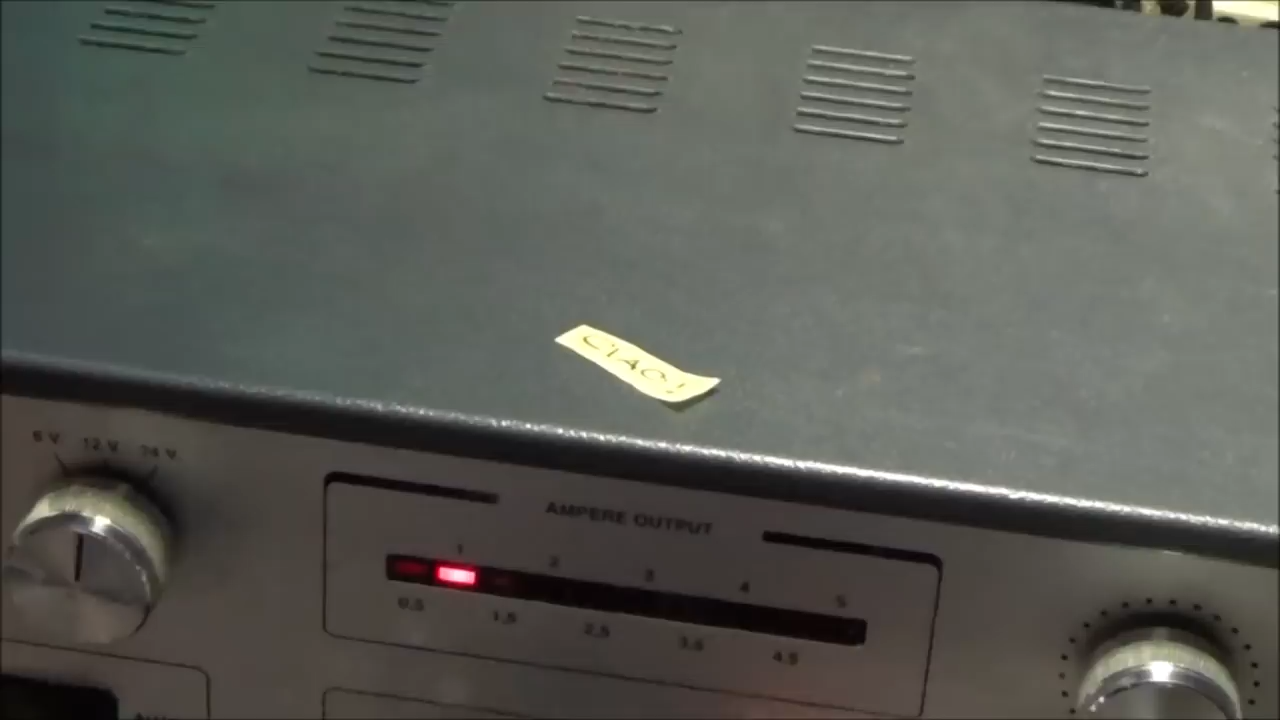 CIAO!
6 V 12 V 24 V
AMPERE OUTPUT
1 2 3 4 5
0,5 1,5 2,5 3,5 4,5